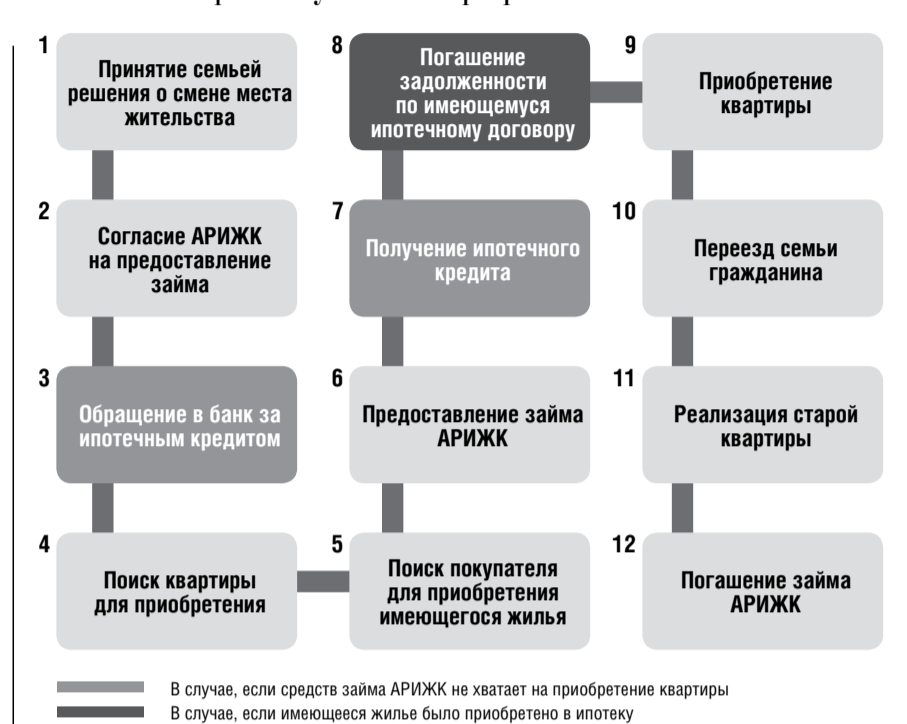 1
Принятие семьей
решения о смене места
жительства
2
Согласие АРИЖК
на предоставление
займа
3
Обращение в банк за
ипотечным кредитом
4
Поиск квартиры
для приобретения
5
Поиск покупателя
для приобретения
имеющегося жилья
6
Предоставление займа
АРИЖК
7
Получение ипотечного
кредита
8
Погашение
задолженности
по имеющемуся
ипотечному договору
9
Приобретение
квартиры
10
Переезд семьи
гражданина
11
Реализация старой
квартиры
12
Погашение займа
АРИЖК
В случае, если средств займа АРИЖК не хватает на приобретение квартиры
В случае, если имеющееся жилье было приобретено в ипотеку